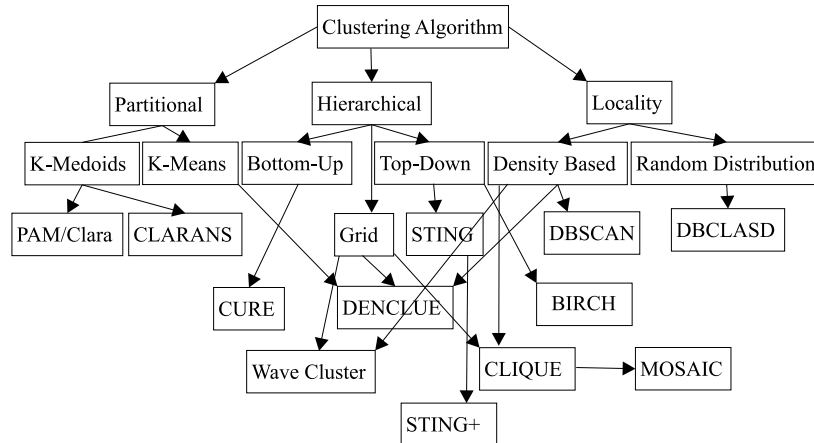 Clustering Algorithm
Partitional
Hierarchical
Locality
K-Medoids
K-Means
Bottom-Up
Top-Down
Density Based
Random Distribution
PAM/Clara
CLARANS
Grid
STING
DBSCAN
DBCLASD
CURE
DENCLUE
BIRCH
Wave Cluster
CLIQUE
MOSAIC
STING+